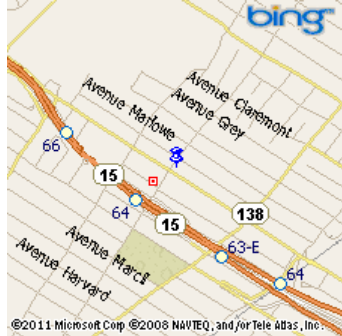 bing™
Avenue Claremont
Avenue Grey
Avenue Marlowe
66
15
64
15
138
63-E
64
Avenue Marcil
Avenue Harvard
©2011 Microsoft Corp ©2008 NAVTEQ, and/or Tele Atlas, Inc.